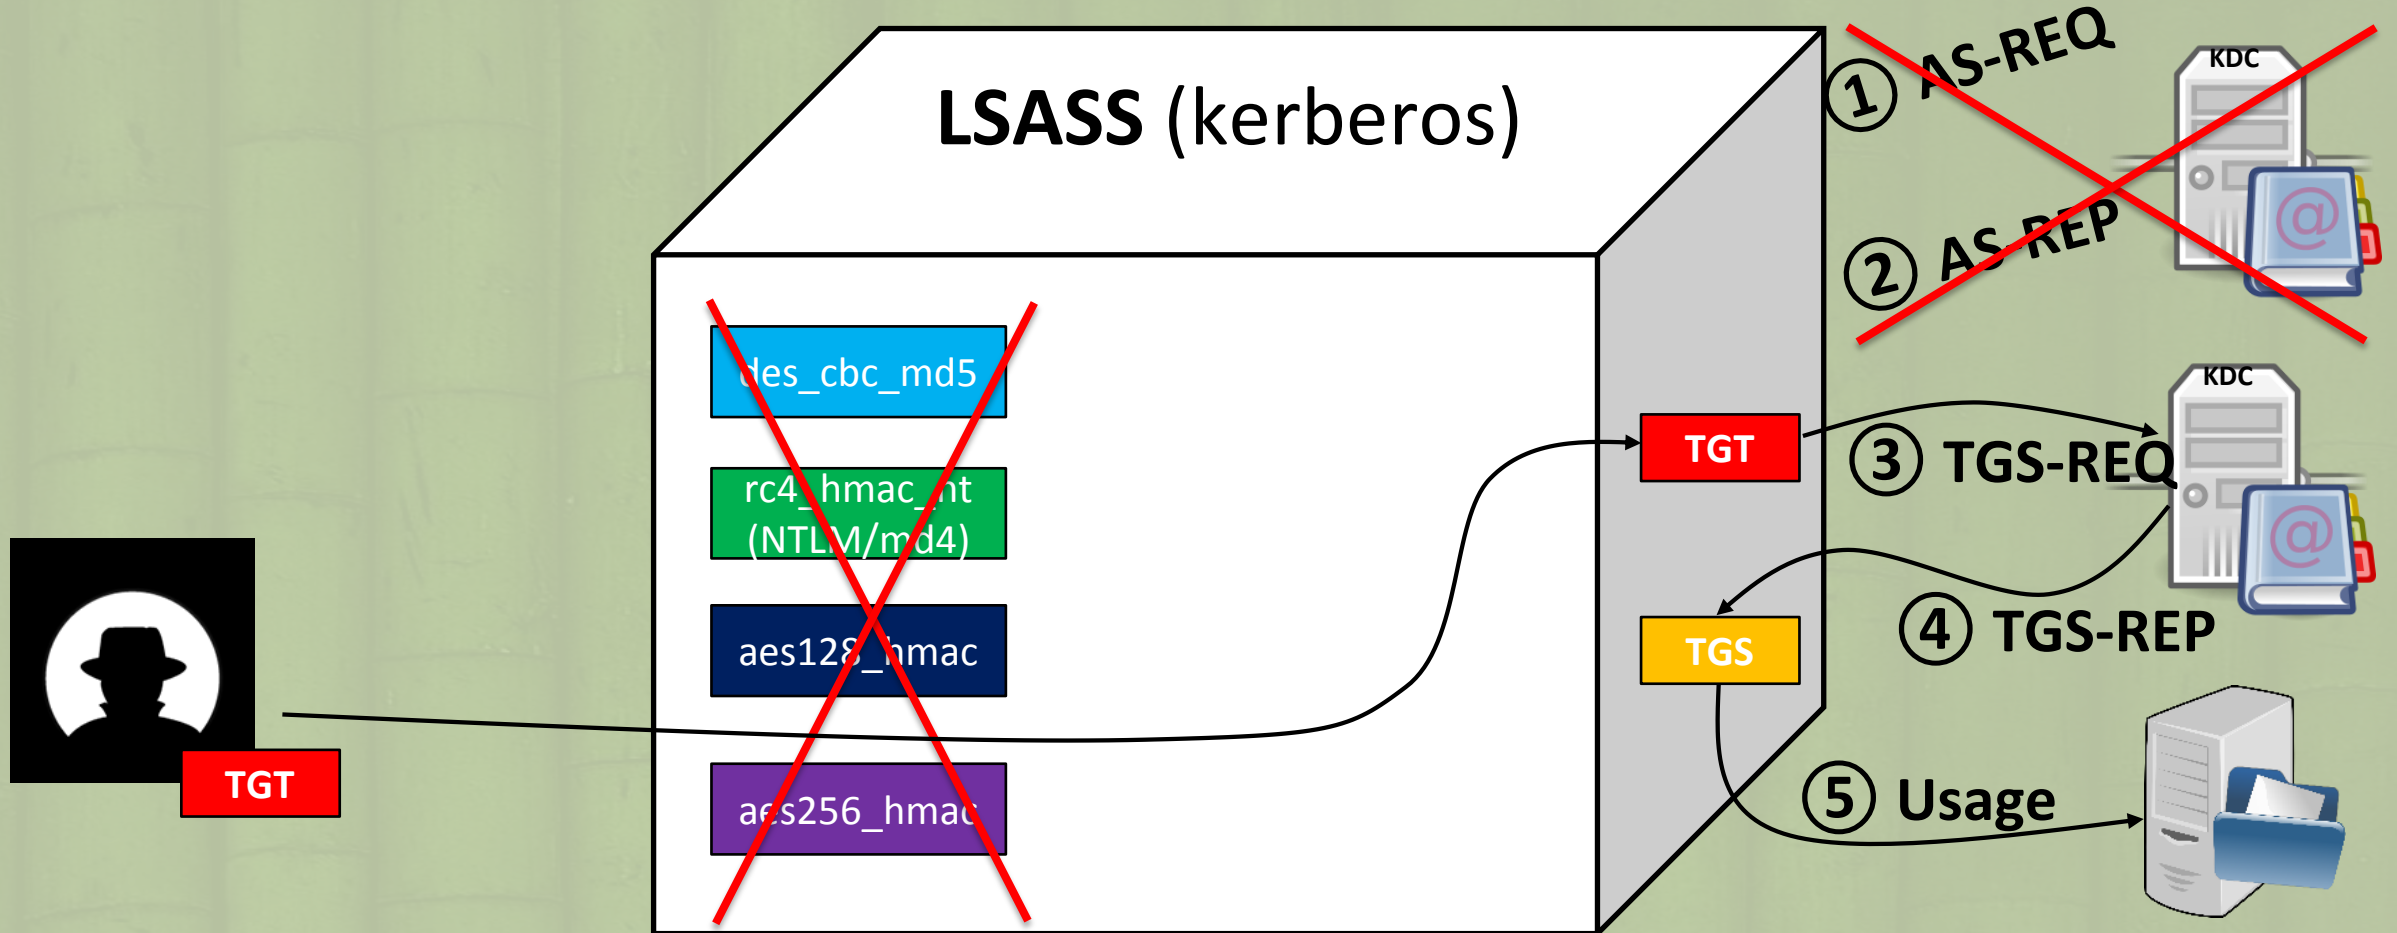 LSASS (kerberos)
① AS-REQ
KDC
② AS-REP
des_cbc_md5
rc4_hmac_nt
(NTLM/md4)
aes128_hmac
aes256_hmac
TGT
TGT
③ TGS-REQ
KDC
TGS
④ TGS-REP
⑤ Usage
@
@